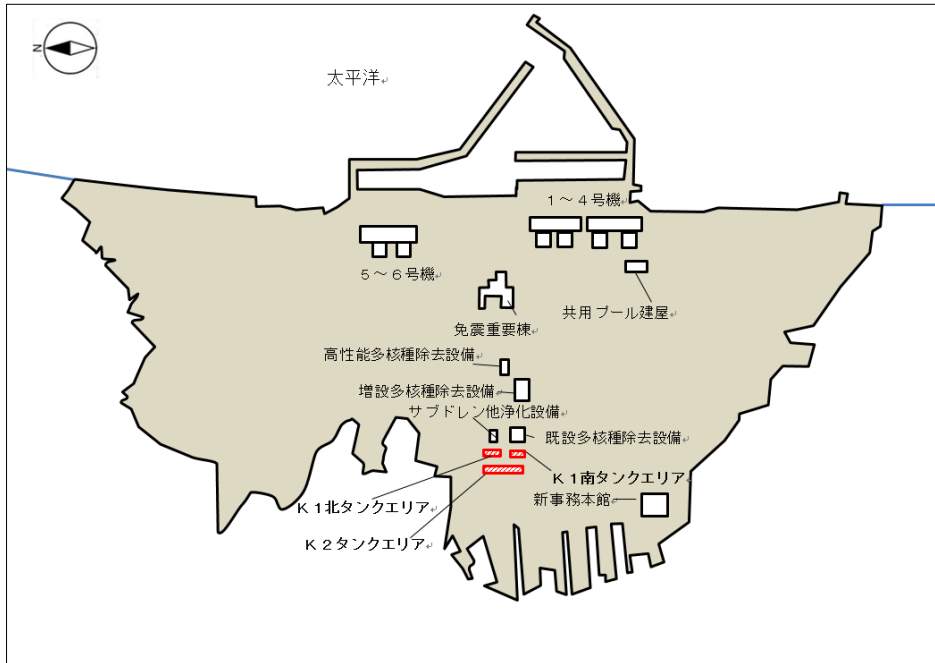 N
太平洋
1～4号機
5～6号機
共用プール建屋
免震重要棟
高性能多核種除去設備
増設多核種除去設備
サブドレン他浄化設備
既設多核種除去設備
K1南タンクエリア
新事務本館
K1北タンクエリア
K2タンクエリア